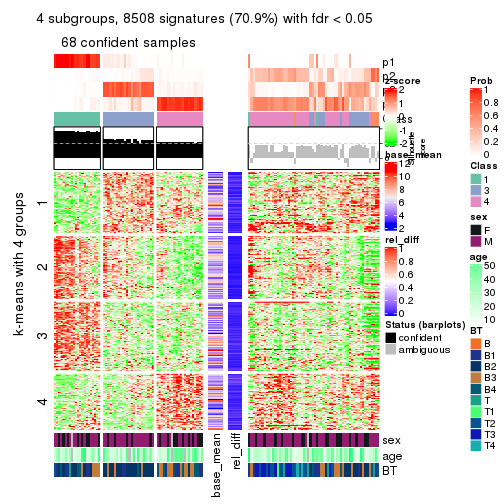 4 subgroups, 8508 signatures (70.9%) with fdr < 0.05
68 confident samples
p1
p2
z-score
2
1
0
-1
-2
Silhouette
score
base_mean
12
10
8
6
4
2
rel_diff
1
0.8
0.6
0.4
0.2
0
Status (barplots)
confident
ambiguous
k-means with 4 groups
1
2
3
4
base_mean
rel_diff
sex
age
BT
Prob
1
0.8
0.6
0.4
0.2
0
Class
1
3
4
sex
F
M
age
50
40
30
20
10
BT
B
B1
B2
B3
B4
T
T1
T2
T3
T4